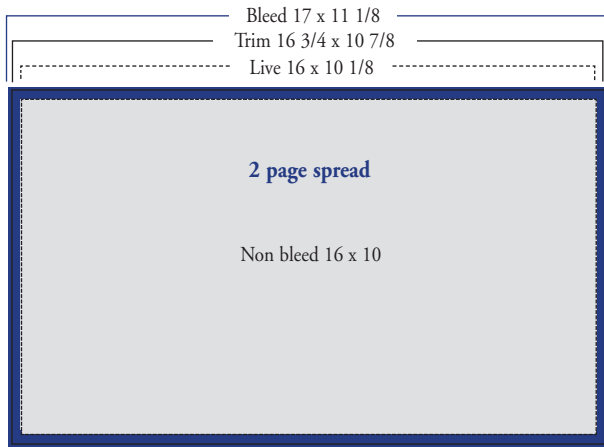 Bleed 17 x 11 1/8
Trim 16 3/4 x 10 7/8
Live 16 x 10 1/8
2 page spread
Non bleed 16 x 10